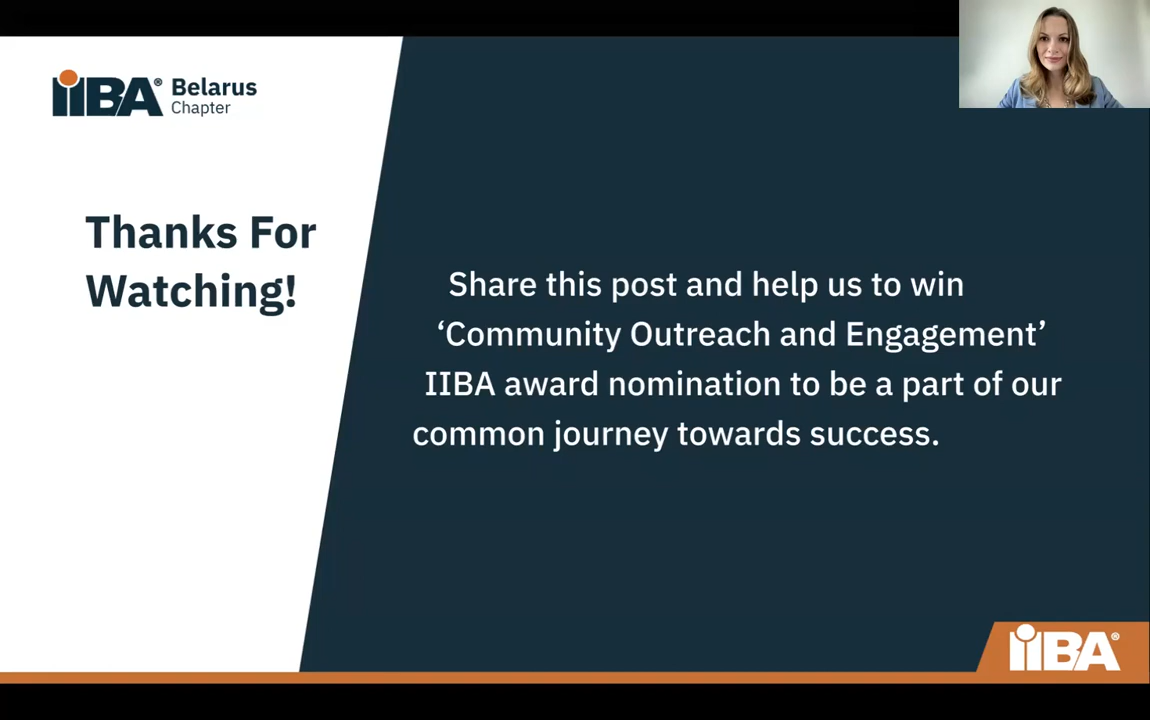 IIBA® Belarus
Chapter
Thanks For
Watching!
Share this post and help us to win
‘Community Outreach and Engagement’
IIBA award nomination to be a part of our
common journey towards success.
IIBA®